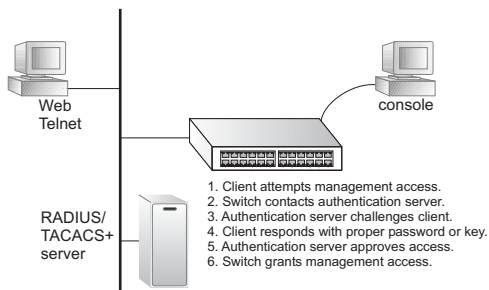 Web
Telnet
console
RADIUS/
TACACS+
server
1. Client attempts management access.
2. Switch contacts authentication server.
3. Authentication server challenges client.
4. Client responds with proper password or key.
5. Authentication server approves access.
6. Switch grants management access.